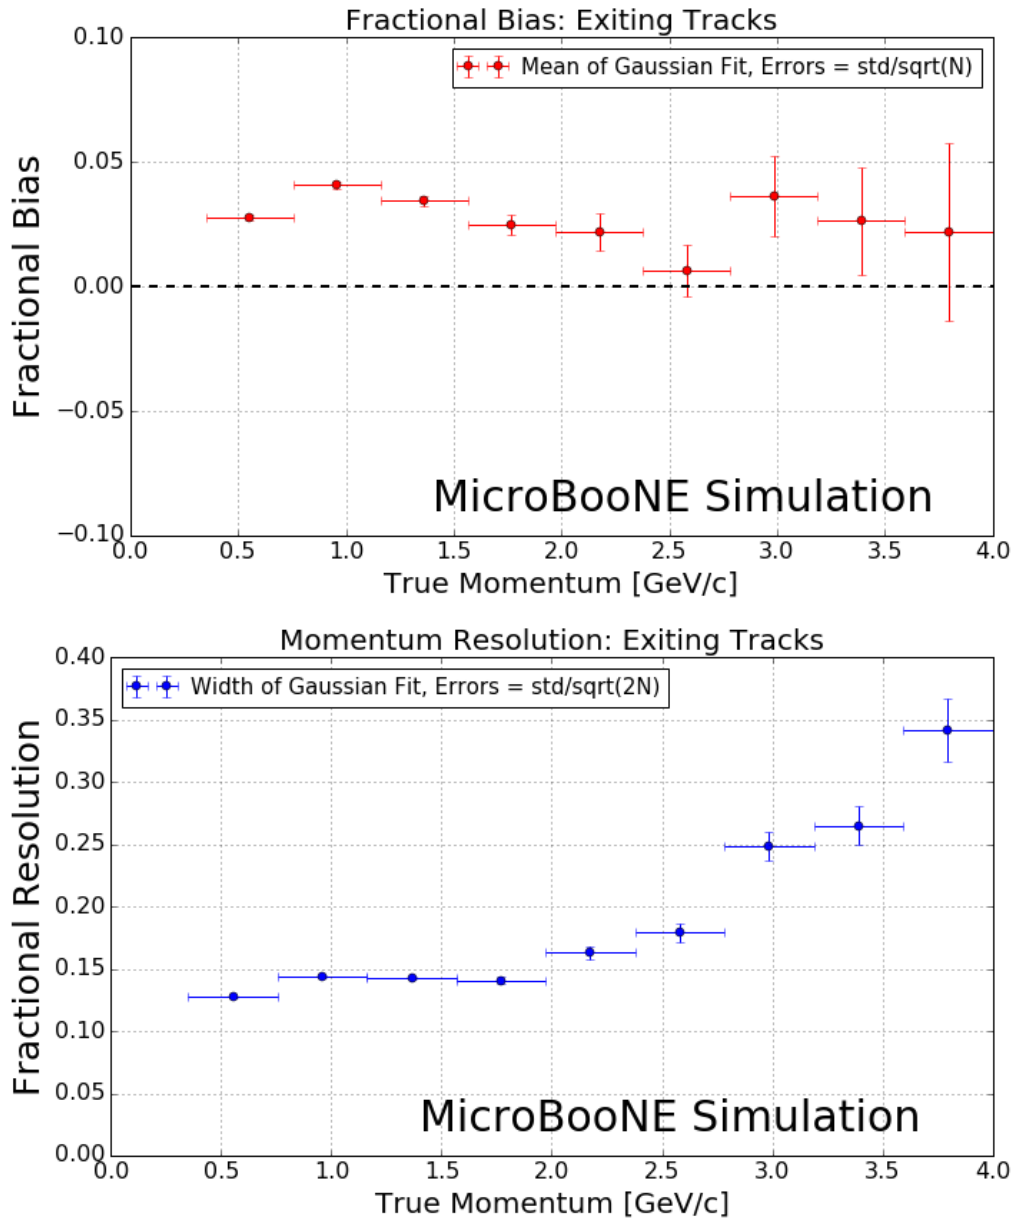 Fractional Bias: Exiting Tracks
0.10
Mean of Gaussian Fit, Errors = std/sqrt(N)
0.05
0.00
−0.05
−0.10
Fractional Bias
MicroBooNE Simulation
0.0 0.5 1.0 1.5 2.0 2.5 3.0 3.5 4.0
True Momentum [GeV/c]
Momentum Resolution: Exiting Tracks
0.40
Width of Gaussian Fit, Errors = std/sqrt(2N)
0.35
0.30
0.25
0.20
0.15
0.10
0.05
0.00
Fractional Resolution
MicroBooNE Simulation
0.0 0.5 1.0 1.5 2.0 2.5 3.0 3.5 4.0
True Momentum [GeV/c]